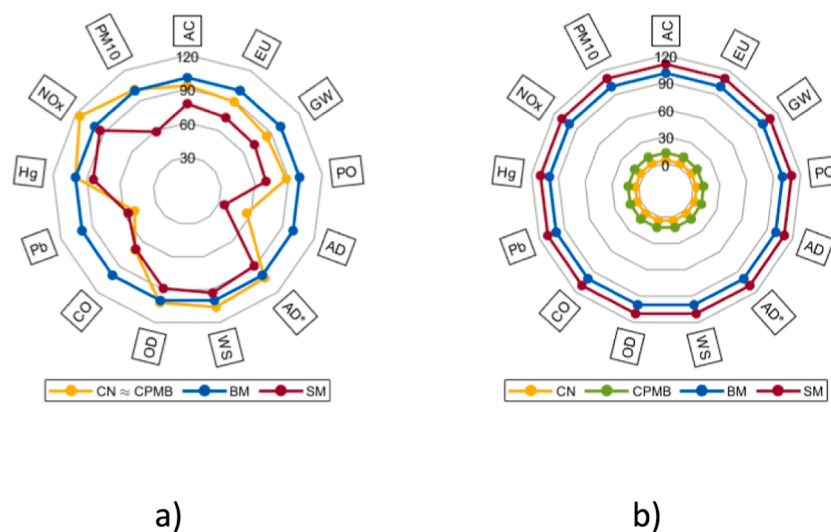 AC
PM10
EU
NOx
GW
Hg
PO
Pb
AD
CO
AD*
OD
WS
120
90
60
30
CN ≈ CPMB BM SM
a)
AC
PM10
EU
NOx
GW
Hg
PO
Pb
AD
CO
AD*
OD
WS
120
90
60
30
0
CN CPMB BM SM
b)